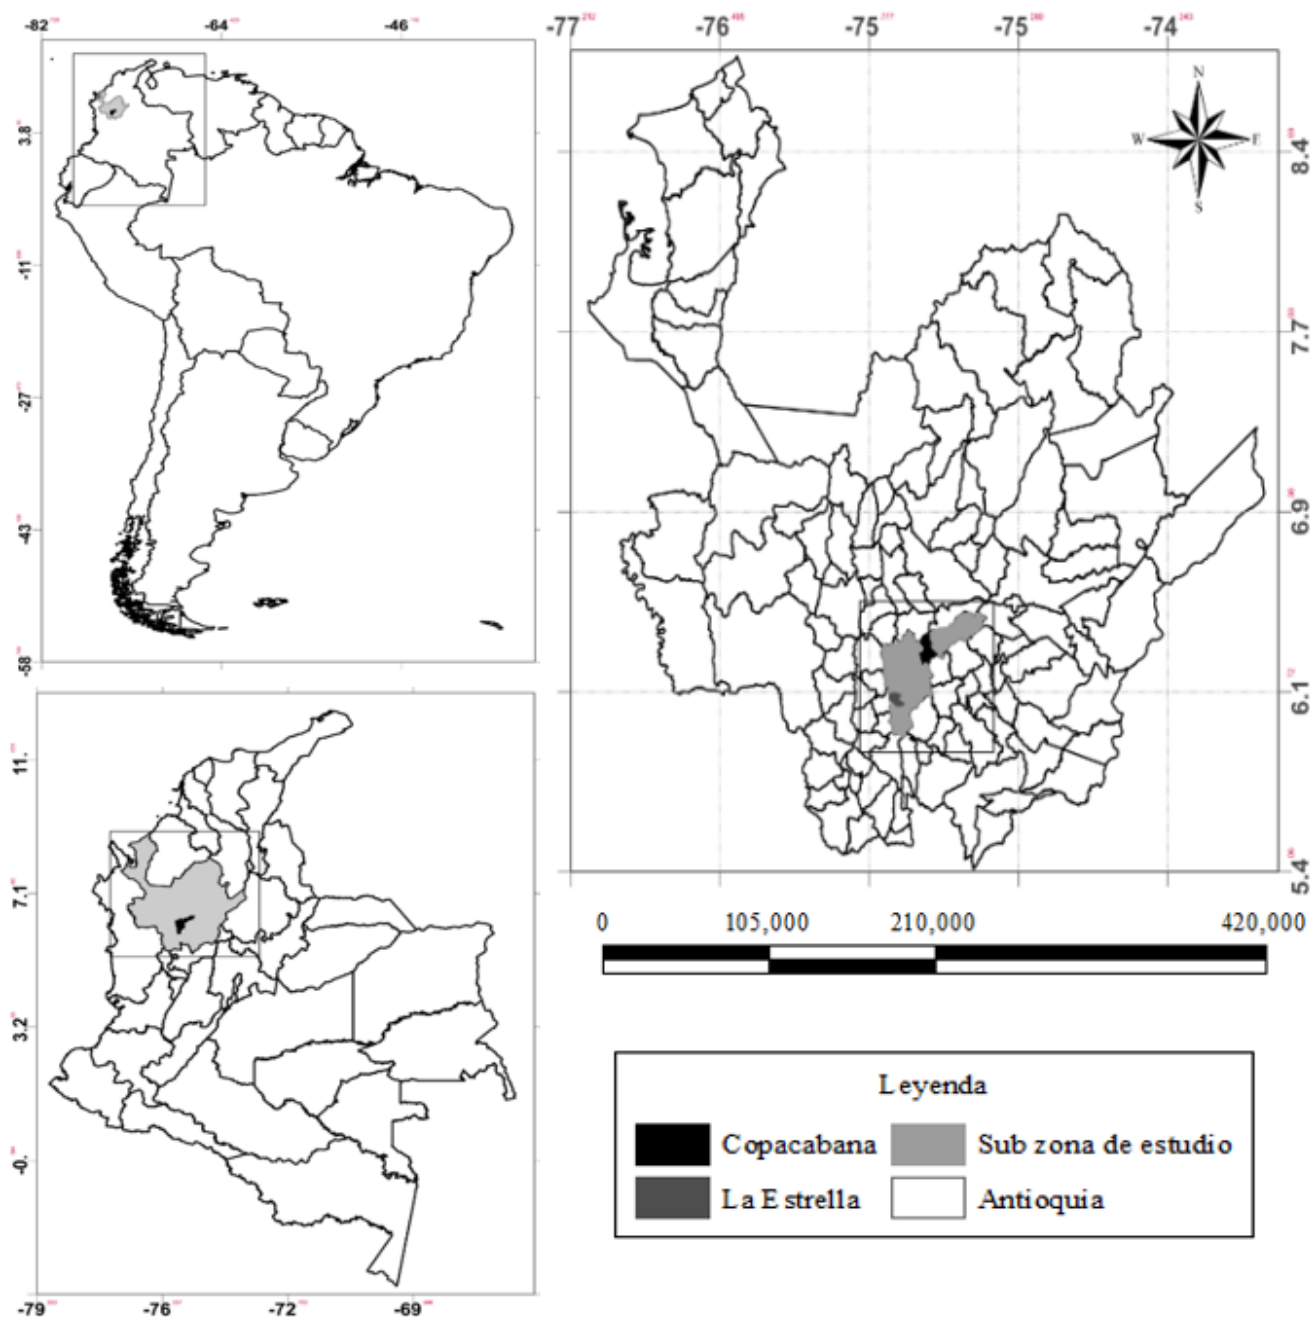 -82 -64 -46
3.8
-11
-27
-43
-58
-77 -76 -75 -75 -74
N
W E
S
8.4
7.7
6.9
6.1
5.4
11.
7.1
3.2
-0.
-79 -76 -72 -69
0 105,000 210,000 420,000
Leyenda
Copacabana Sub zona de estudio
La Estrella Antioquia